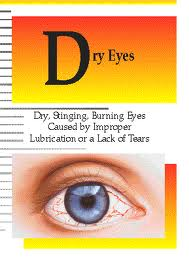 Dry Eyes
Dry, Stinging, Burning Eyes
Caused by Improper
Lubrication or a Lack of Tears